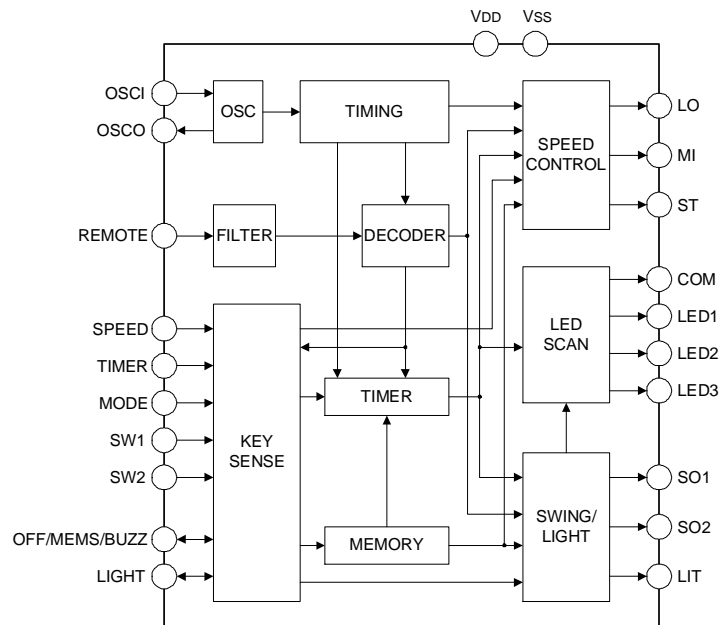 VDD
VSS
OSCI
OSCO
OSC
TIMING
SPEED
CONTROL
LO
MI
ST
REMOTE
FILTER
DECODER
COM
LED1
LED2
LED3
LED
SCAN
SPEED
TIMER
MODE
SW1
SW2
OFF/MEMS/BUZZ
LIGHT
KEY
SENSE
TIMER
MEMORY
SWING/
LIGHT
SO1
SO2
LIT